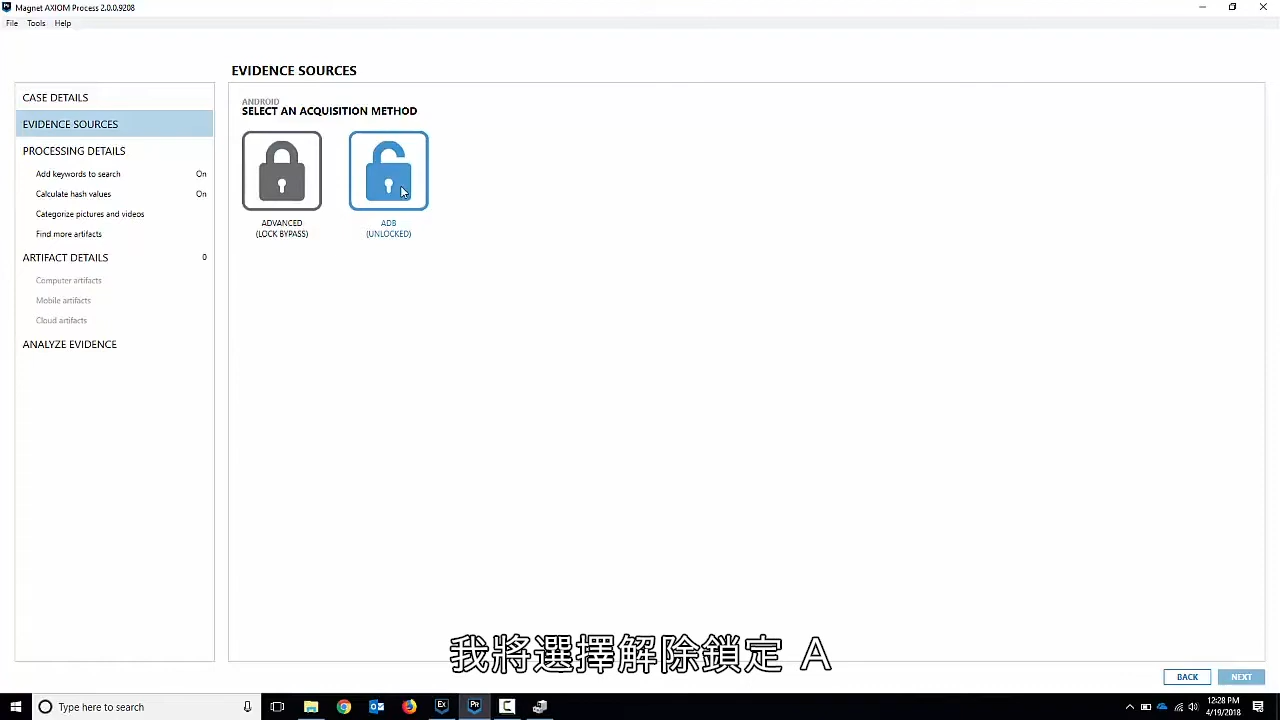 Magnet AXIOM Process 2.0.0.9208
File Tools Help
EVIDENCE SOURCES
CASE DETAILS
EVIDENCE SOURCES
PROCESSING DETAILS
Add keywords to search On
Calculate hash values On
Categorize pictures and videos
Find more artifacts
ARTIFACT DETAILS 0
Computer artifacts
Mobile artifacts
Cloud artifacts
ANALYZE EVIDENCE
ANDROID
SELECT AN ACQUISITION METHOD
ADVANCED
(LOCK BYPASS)
ADB
(UNLOCKED)
我將選擇解除鎖定 A
BACK NEXT
Type here to search
EX
PR
12:28 PM
4/19/2018